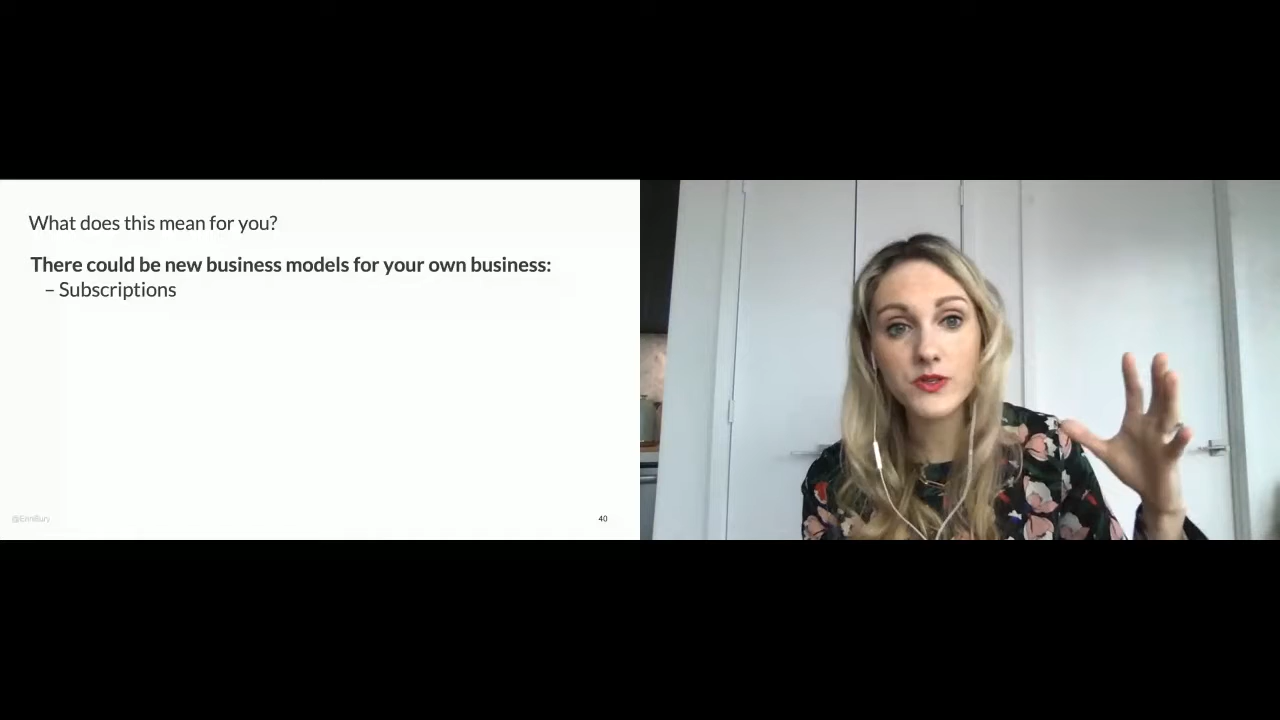 What does this mean for you?
There could be new business models for your own business:
– Subscriptions
40